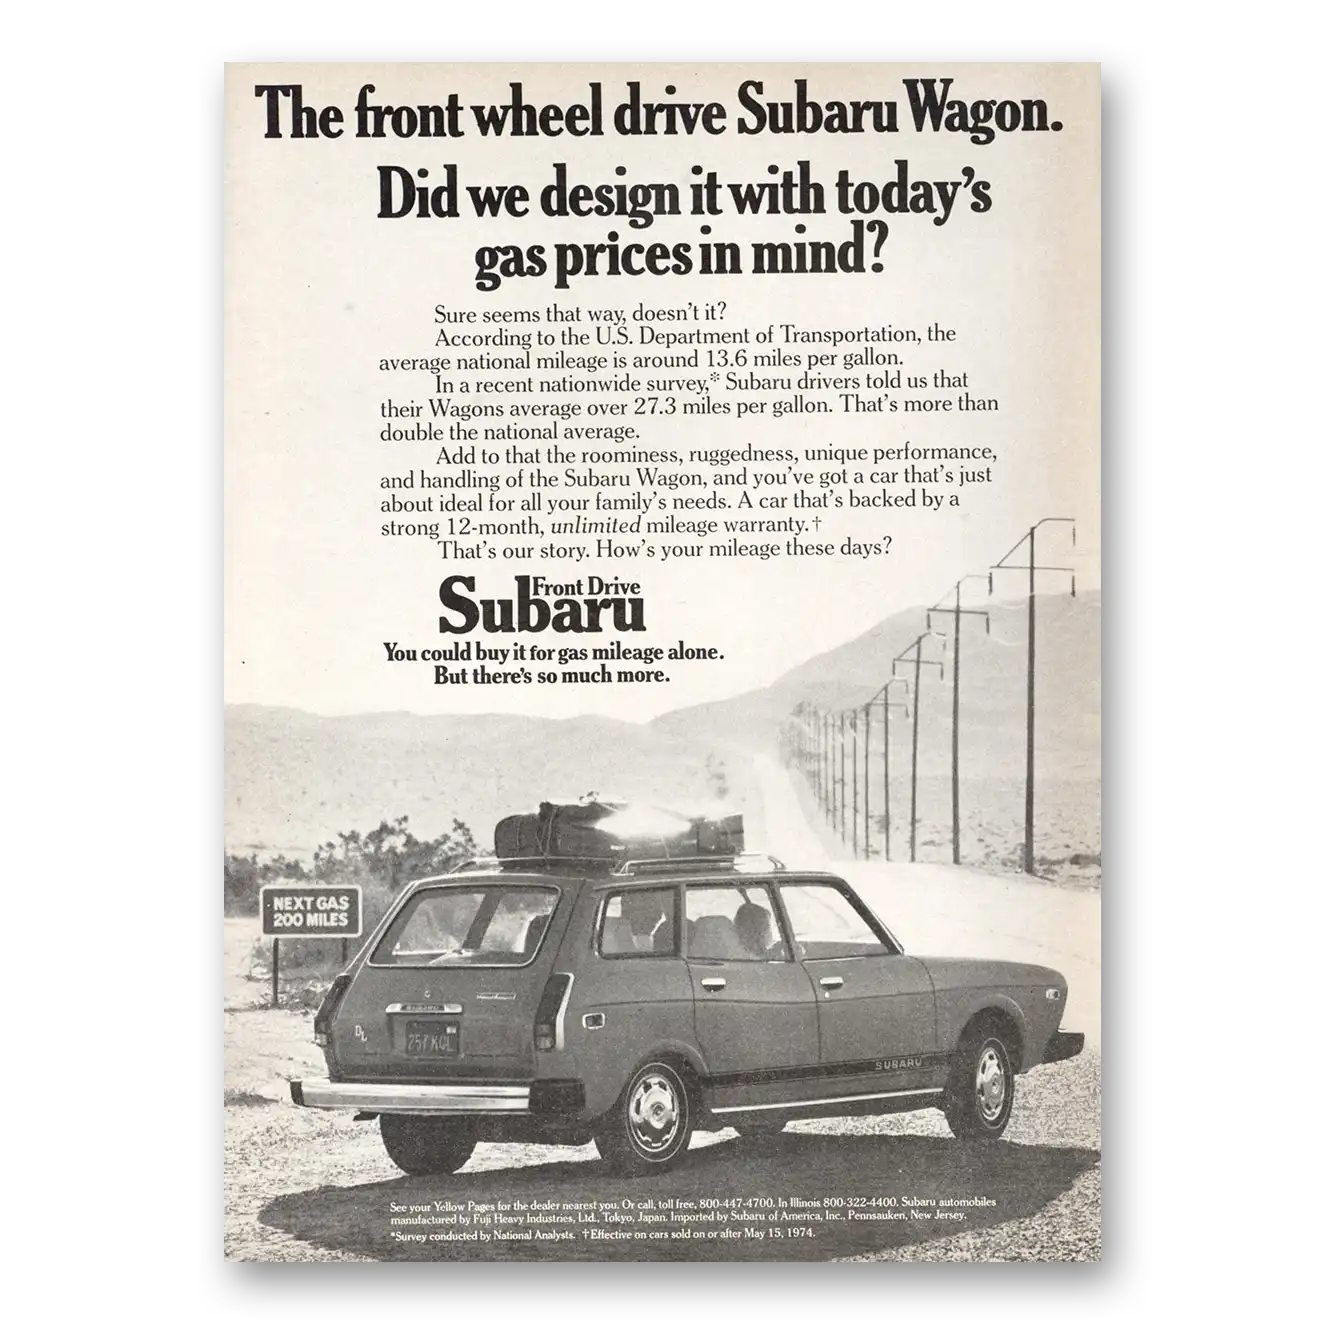 The front wheel drive Subaru Wagon.
Did we design it with today's
gas prices in mind?
Sure seems that way, doesn't it?
According to the U.S. Department of Transportation, the
average national mileage is around 13.6 miles per gallon.
In a recent nationwide survey,* Subaru drivers told us that
their Wagons average over 27.3 miles per gallon. That's more than
double the national average.
Add to that the roominess, ruggedness, unique performance,
and handling of the Subaru Wagon, and you've got a car that's just
about ideal for all your family's needs. A car that's backed by a
strong 12-month, unlimited mileage warranty.†
That's our story. How's your mileage these days?
Front Drive
Subaru
You could buy it for gas mileage alone.
But there's so much more.
NEXT GAS
200 MILES
SUBARU
DL
257 KQL
SUBARU
See your Yellow Pages for the dealer nearest you. Or call, toll free, 800-447-4700. In Illinois 800-322-4400. Subaru automobiles
manufactured by Fuji Heavy Industries, Ltd., Tokyo, Japan. Imported by Subaru of America, Inc., Pennsauken, New Jersey.
*Survey conducted by National Analysts. †Effective on cars sold on or after May 15, 1974.